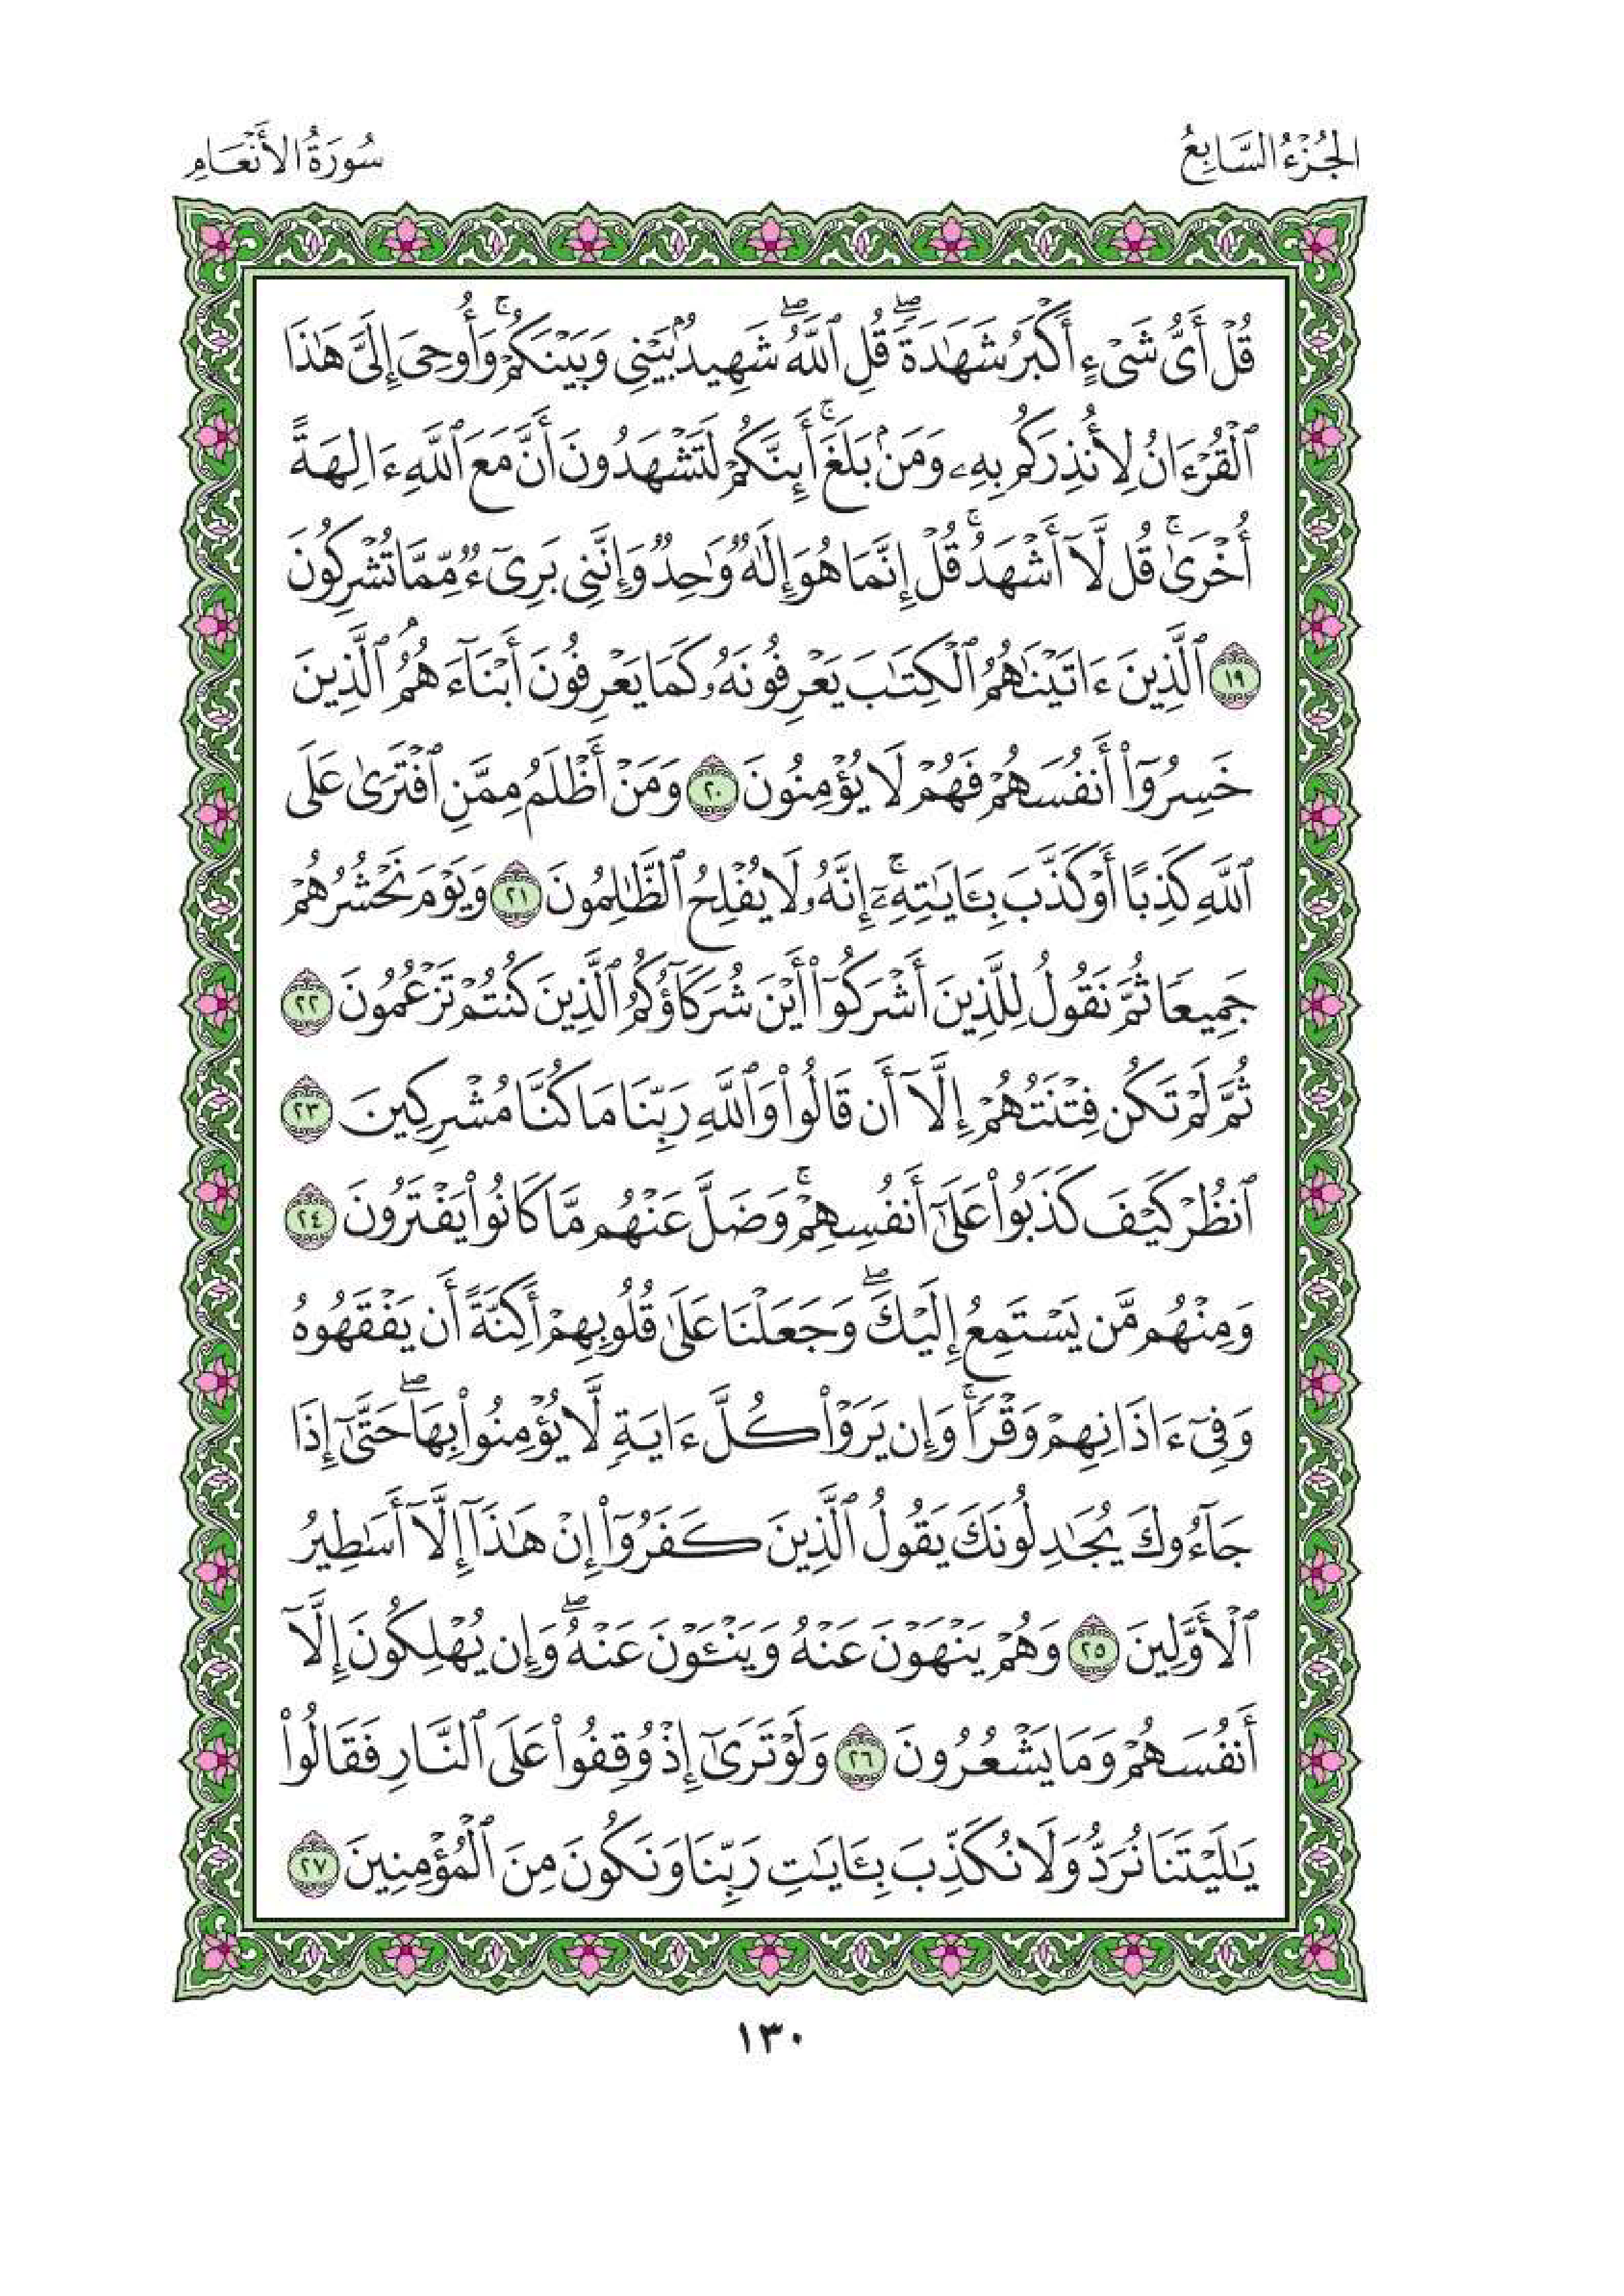 الجُزْءُ السَّابِعُ
سُورَةُ الأَنْعَامِ
قُلْ أَىُّ شَىْءٍ أَكْبَرُ شَهَٰدَةًۖ قُلِ ٱللَّهُۖ شَهِيدُۢ بَيْنِى وَبَيْنَكُمْۚ وَأُوحِىَ إِلَىَّ هَٰذَا
ٱلْقُرْءَانُ لِأُنذِرَكُم بِهِۦ وَمَنۢ بَلَغَۚ أَئِنَّكُمْ لَتَشْهَدُونَ أَنَّ مَعَ ٱللَّهِ ءَالِهَةً
أُخْرَىٰۚ قُل لَّآ أَشْهَدُۚ قُلْ إِنَّمَا هُوَ إِلَٰهٌ وَٰحِدٌ وَإِنَّنِى بَرِىٓءٌ مِّمَّا تُشْرِكُونَ
١٩ ٱلَّذِينَ ءَاتَيْنَٰهُمُ ٱلْكِتَٰبَ يَعْرِفُونَهُۥ كَمَا يَعْرِفُونَ أَبْنَآءَهُمُۘ ٱلَّذِينَ
خَسِرُوٓا۟ أَنفُسَهُمْ فَهُمْ لَا يُؤْمِنُونَ ٢٠ وَمَنْ أَظْلَمُ مِمَّنِ ٱفْتَرَىٰ عَلَى
ٱللَّهِ كَذِبًا أَوْ كَذَّبَ بِـَٔايَٰتِهِۦٓۚ إِنَّهُۥ لَا يُفْلِحُ ٱلظَّٰلِمُونَ ٢١ وَيَوْمَ نَحْشُرُهُمْ
جَمِيعًا ثُمَّ نَقُولُ لِلَّذِينَ أَشْرَكُوٓا۟ أَيْنَ شُرَكَآؤُكُمُ ٱلَّذِينَ كُنتُمْ تَزْعُمُونَ ٢٢
ثُمَّ لَمْ تَكُن فِتْنَتُهُمْ إِلَّآ أَن قَالُوا۟ وَٱللَّهِ رَبِّنَا مَا كُنَّا مُشْرِكِينَ ٢٣
ٱنظُرْ كَيْفَ كَذَبُوا۟ عَلَىٰٓ أَنفُسِهِمْۚ وَضَلَّ عَنْهُم مَّا كَانُوا۟ يَفْتَرُونَ ٢٤
وَمِنْهُم مَّن يَسْتَمِعُ إِلَيْكَۖ وَجَعَلْنَا عَلَىٰ قُلُوبِهِمْ أَكِنَّةً أَن يَفْقَهُوهُ
وَفِىٓ ءَاذَانِهِمْ وَقْرًاۚ وَإِن يَرَوْا۟ كُلَّ ءَايَةٍ لَّا يُؤْمِنُوا۟ بِهَاۖ حَتَّىٰٓ إِذَا
جَآءُوكَ يُجَٰدِلُونَكَ يَقُولُ ٱلَّذِينَ كَفَرُوٓا۟ إِنْ هَٰذَآ إِلَّآ أَسَٰطِيرُ
ٱلْأَوَّلِينَ ٢٥ وَهُمْ يَنْهَوْنَ عَنْهُ وَيَنْـَٔوْنَ عَنْهُۖ وَإِن يُهْلِكُونَ إِلَّآ
أَنفُسَهُمْ وَمَا يَشْعُرُونَ ٢٦ وَلَوْ تَرَىٰٓ إِذْ وُقِفُوا۟ عَلَى ٱلنَّارِ فَقَالُوا۟
يَٰلَيْتَنَا نُرَدُّ وَلَا نُكَذِّبَ بِـَٔايَٰتِ رَبِّنَا وَنَكُونَ مِنَ ٱلْمُؤْمِنِينَ ٢٧
١٣٠